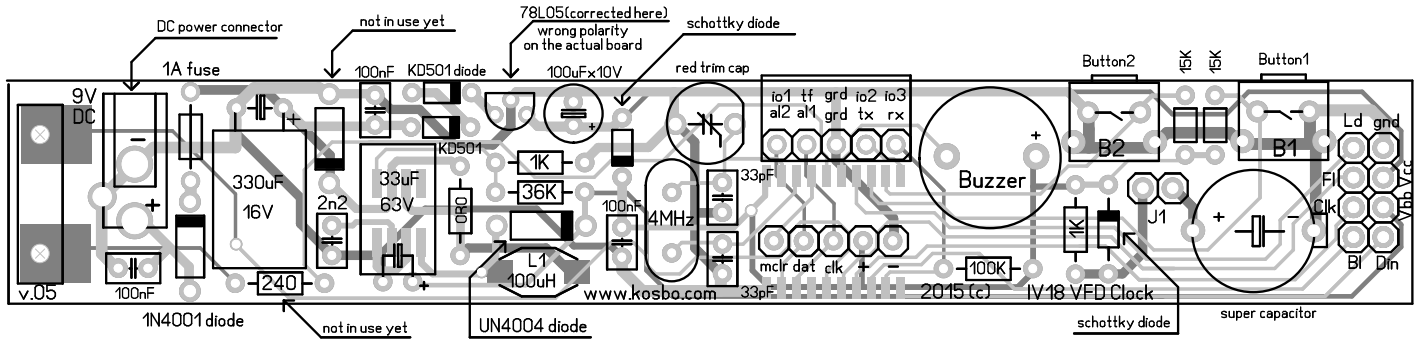 DC power connector
not in use yet
78L05(corrected here)
wrong polarity
on the actual board
schottky diode
1A fuse
100nF
KD501 diode
100uFx10V
red trim cap
Button2
15K
15K
Button1
9V
DC
-
+
+
KD501
+
io1 tf grd io2 io3
al2 al1 grd tx rx
+
B2
B1
Ld gnd
330uF
16V
33uF
63V
1K
36K
0R0
33pF
Buzzer
Fil Vcc
Clk Vbb
2n2
100nF
4MHz
J1
+ -
1K
L1
100uH
mclr dat clk + -
Bl Din
v.05
100nF
240
+
www.kosbo.com
33pF
100K
2015 (c)
IV18 VFD Clock
super capacitor
1N4001 diode
not in use yet
UN4004 diode
schottky diode